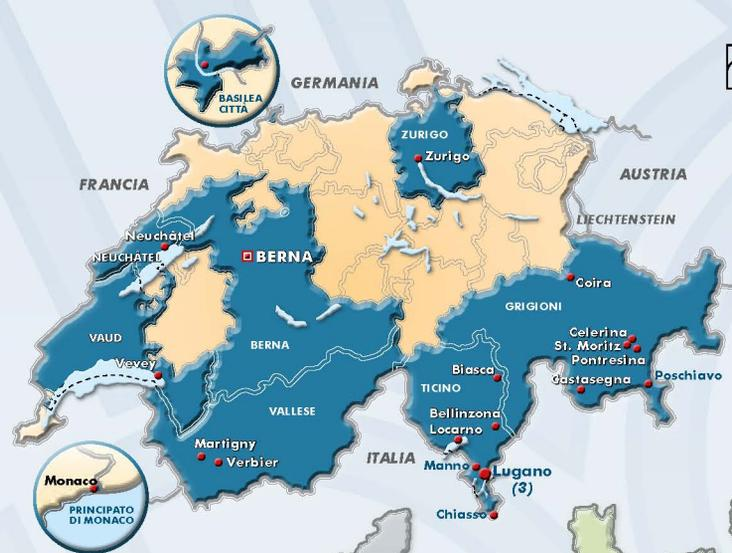 BASILEA
CITTÀ
GERMANIA
ZURIGO
Zurigo
FRANCIA
AUSTRIA
LIECHTENSTEIN
Neuchâtel
NEUCHÂTEL
BERNA
Coira
GRIGIONI
VAUD
BERNA
Celerina
St. Moritz
Pontresina
Vevey
Biasca
Castasegna
Poschiavo
TICINO
VALLESE
Bellinzona
Locarno
Martigny
Verbier
ITALIA
Manno
Lugano
(3)
Monaco
PRINCIPATO
DI MONACO
Chiasso